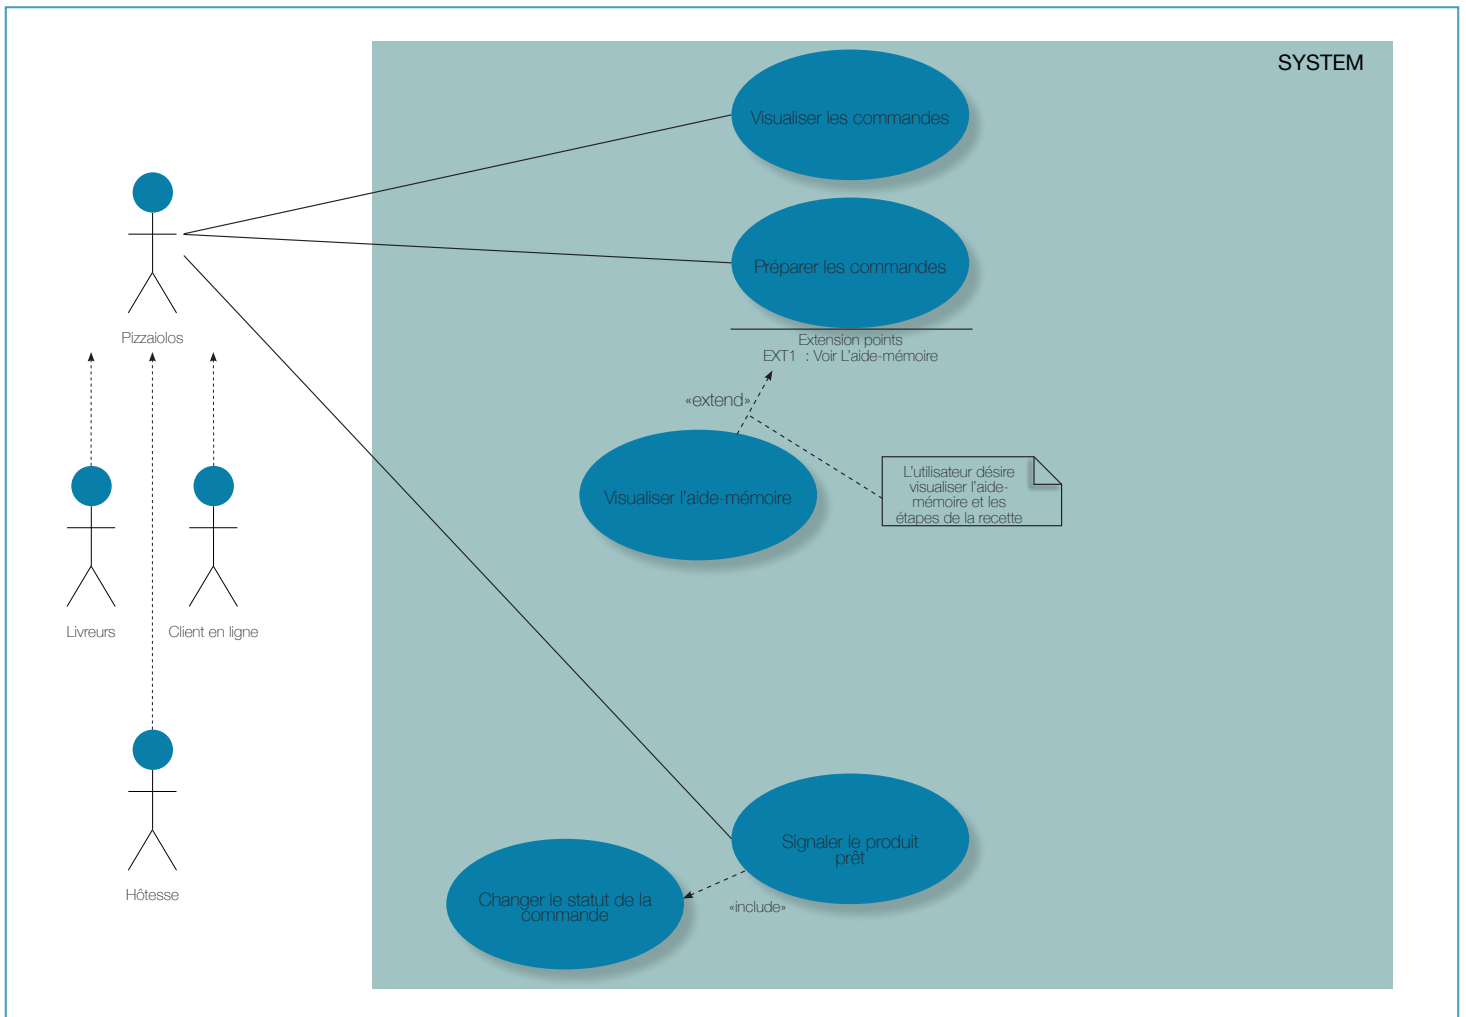 SYSTEM
Visualiser les commandes
Préparer les commandes
Pizzaiolos
Extension points
EXT1 : Voir L'aide-mémoire
«extend»
L'utilisateur désire
visualiser l'aide-
mémoire et les
étapes de la recette
Visualiser l'aide-mémoire
Livreurs
Client en ligne
Signaler le produit
prêt
Hôtesse
Changer le statut de la
commande
«include»